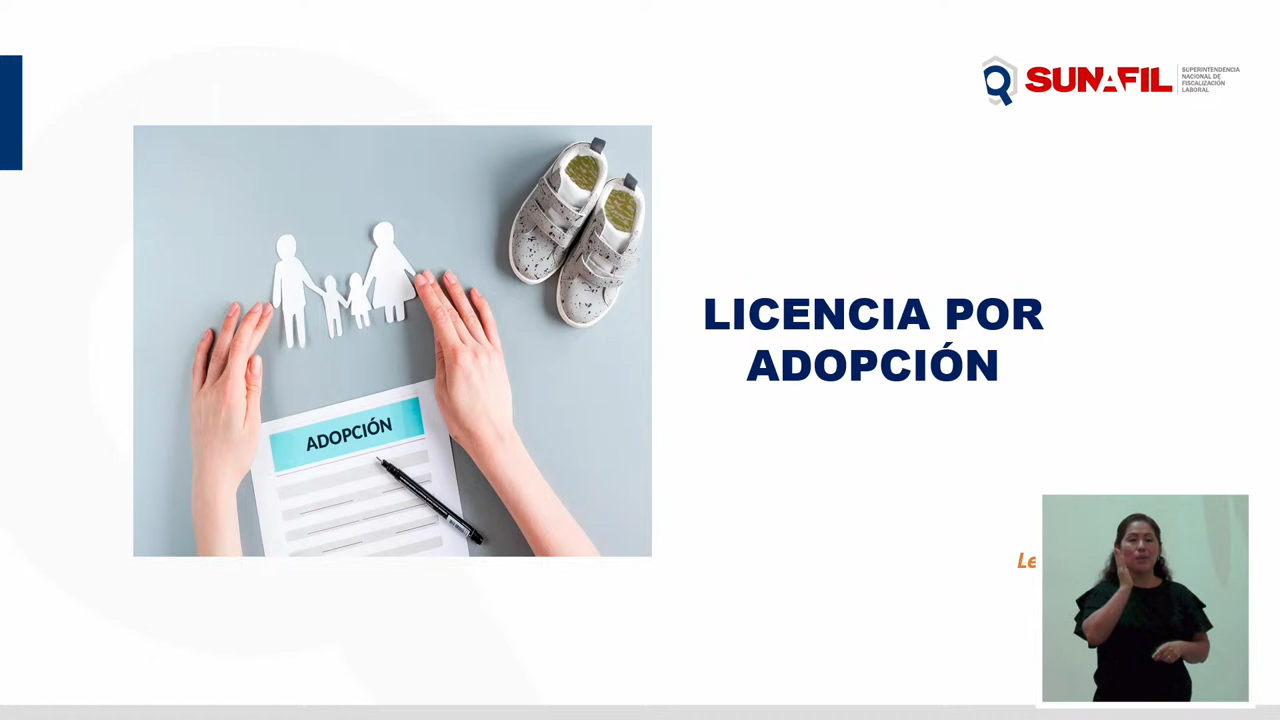 SUNAFIL
SUPERINTENDENCIA
NACIONAL DE
FISCALIZACIÓN
LABORAL
ADOPCIÓN
LICENCIA POR
ADOPCIÓN
Le